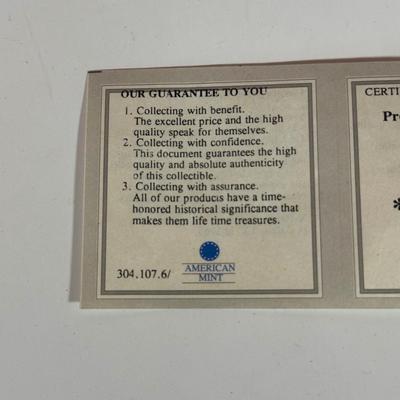 OUR GUARANTEE TO YOU
1. Collecting with benefit.
The excellent price and the high
quality speak for themselves.
2. Collecting with confidence.
This document guarantees the high
quality and absolute authenticity
of this collectible.
3. Collecting with assurance.
All of our products have a time-
honored historical significance that
makes them life time treasures.
304.107.6/
AMERICAN
MINT
CERTI
Pr
*